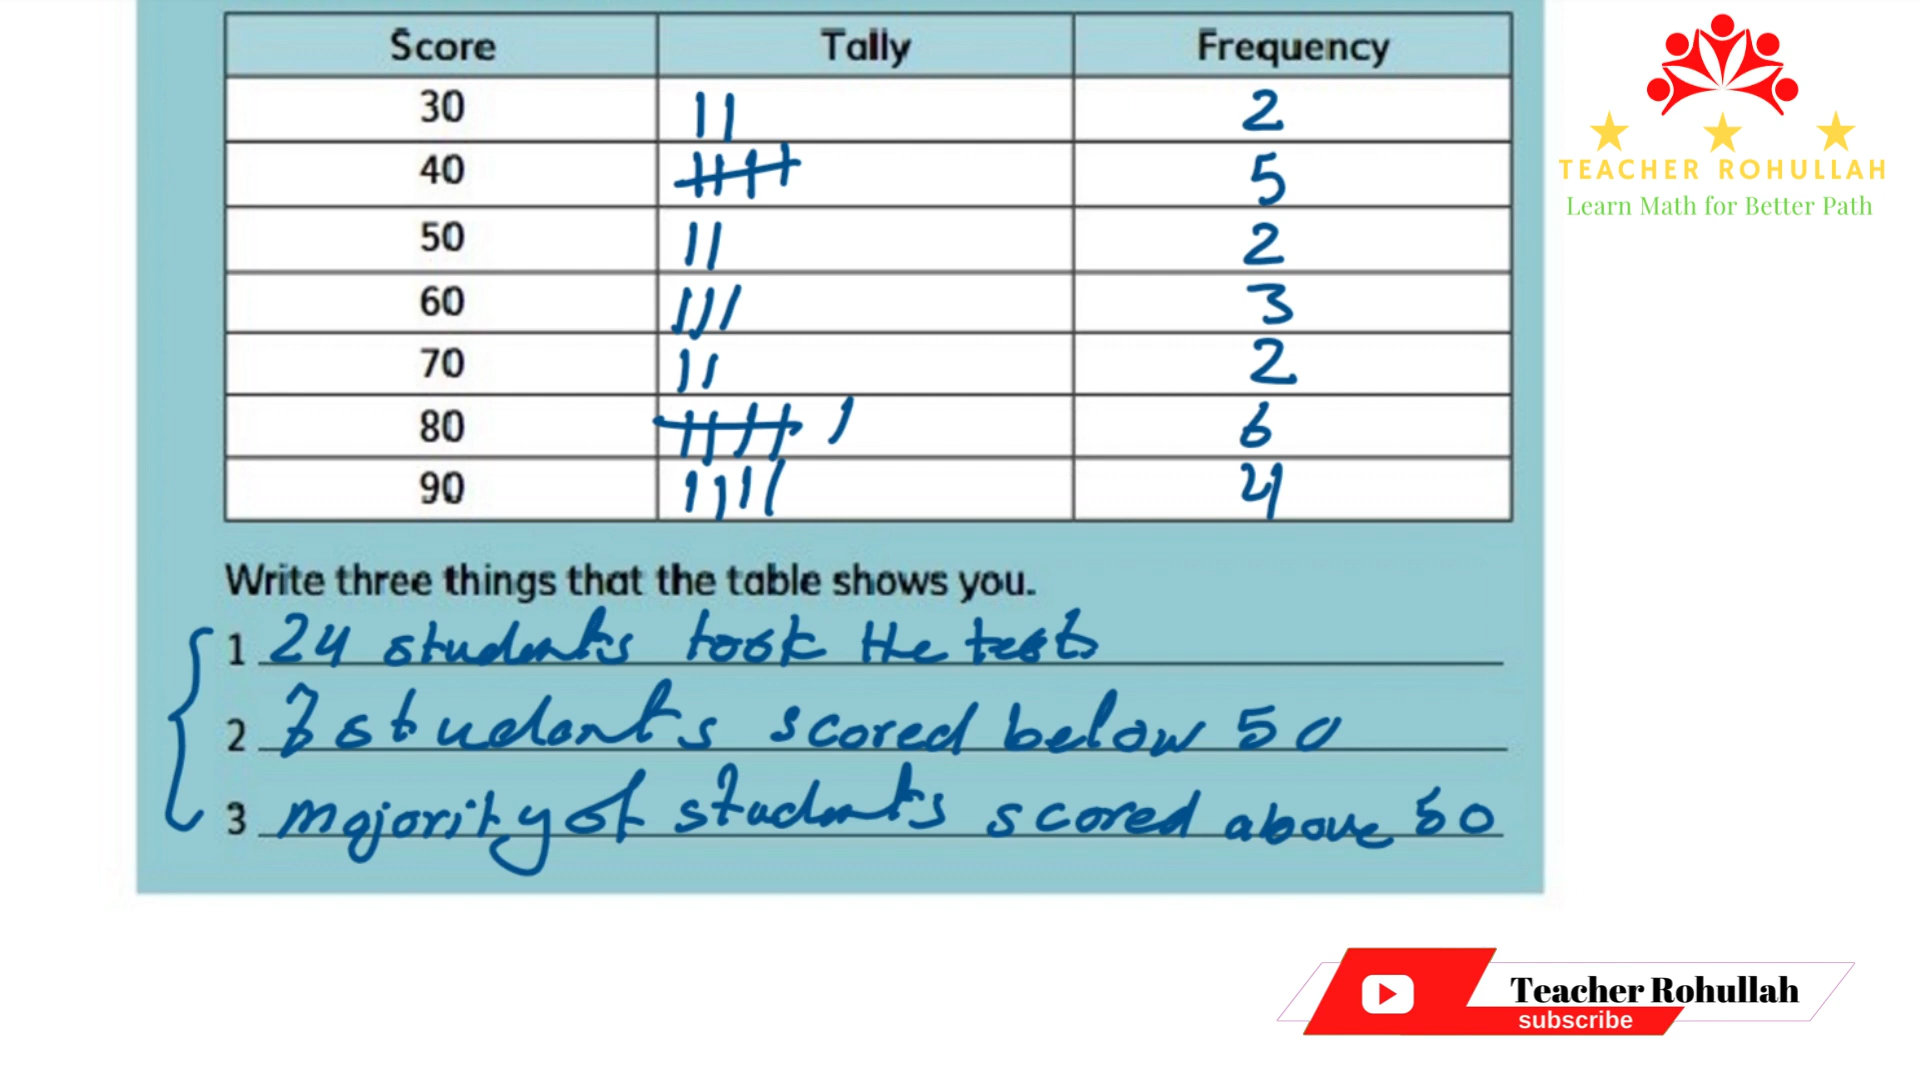 Score Tally Frequency
30 2
40 5
50 2
60 3
70 2
80 6
90 4
Write three things that the table shows you.
1 24 students took the tests
2 7 students scored below 50
3 majority of students scored above 50
TEACHER ROHULLAH
Learn Math for Better Path
Teacher Rohullah
subscribe